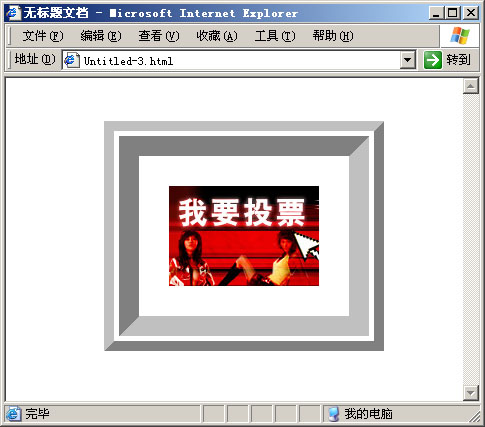 无标题文档 - Microsoft Internet Explorer
文件(F) 编辑(E) 查看(V) 收藏(A) 工具(T) 帮助(H)
地址(D) Untitled-3.html 转到
我要投票
完毕 我的电脑